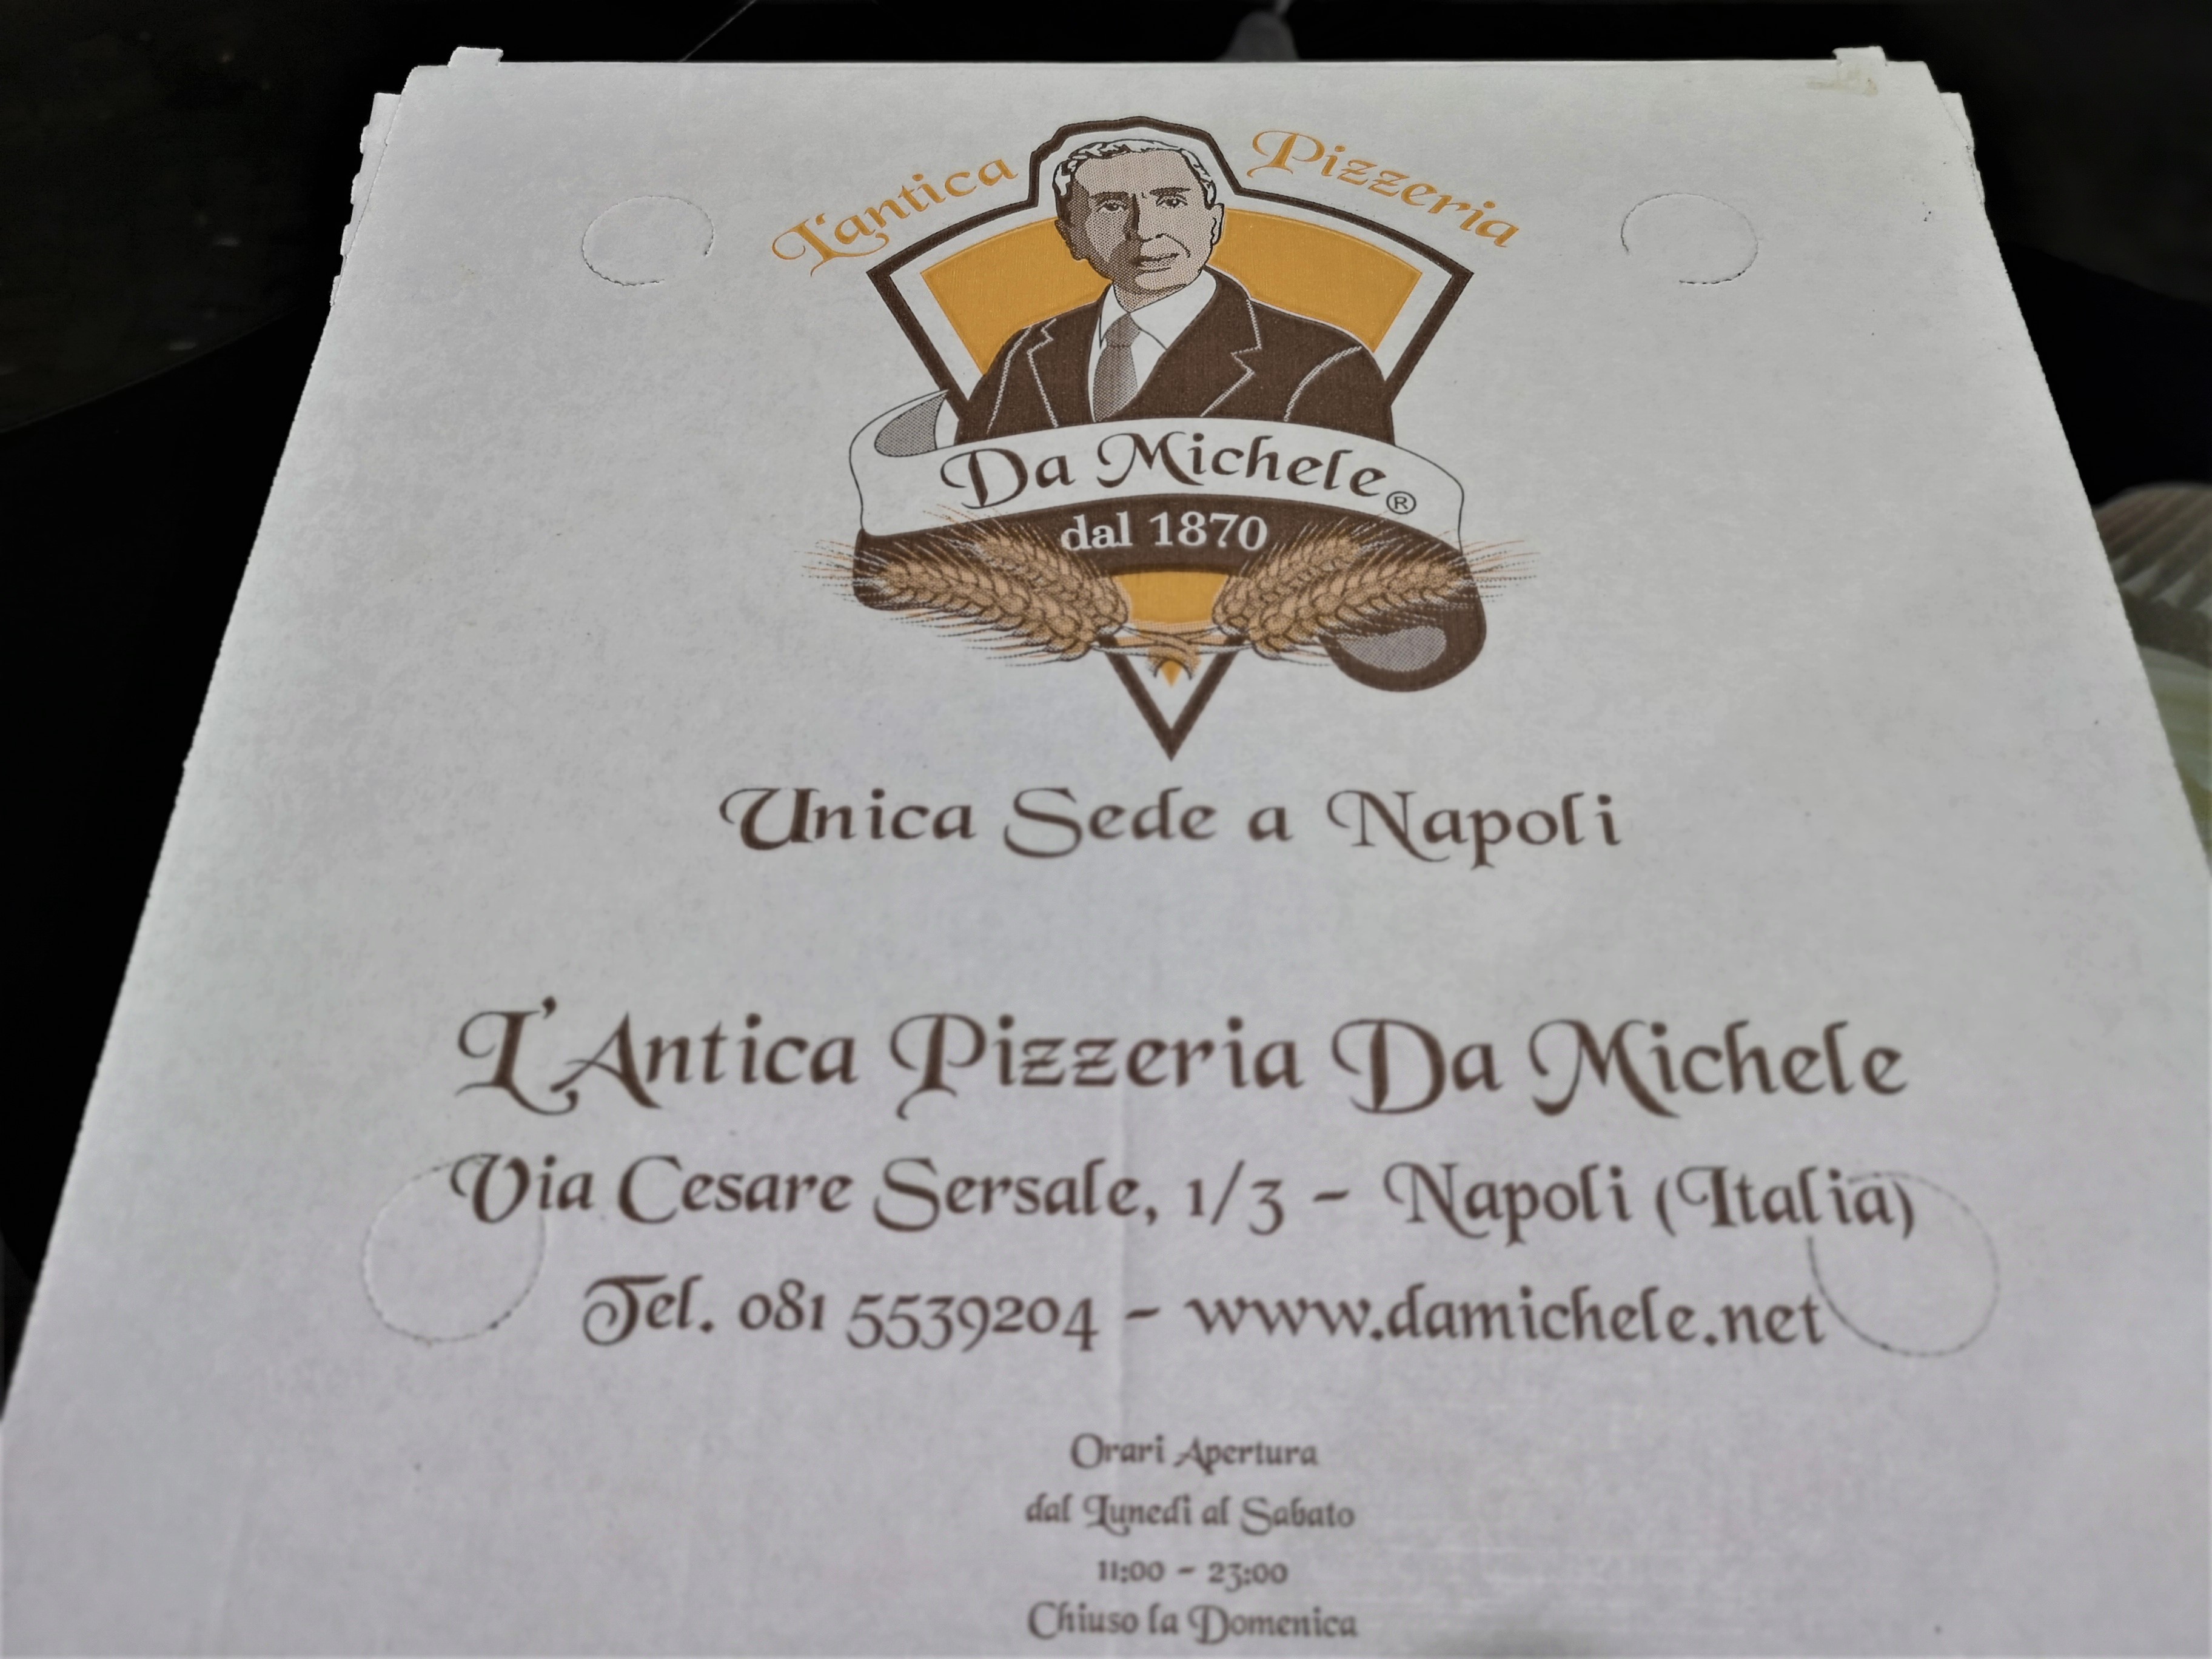 L'antica Pizzeria
Da Michele®
dal 1870
Unica Sede a Napoli
L'Antica Pizzeria Da Michele
Via Cesare Sersale, 1/3 - Napoli (Italia)
Tel. 081 5539204 - www.damichele.net
Orari Apertura
dal Lunedì al Sabato
11:00 - 23:00
Chiuso la Domenica